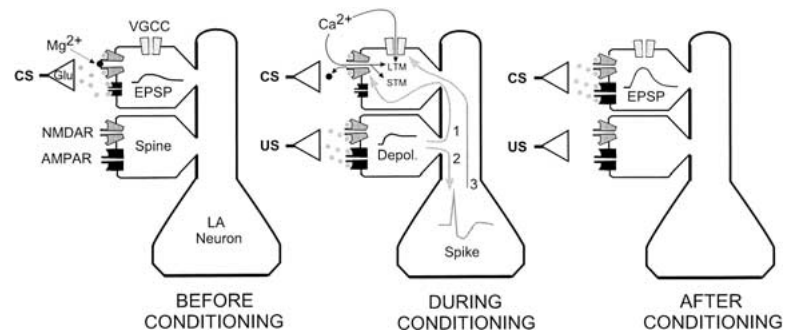 VGCC
Mg2+
CS
Glu
EPSP
NMDAR
AMPAR
Spine
LA
Neuron
BEFORE
CONDITIONING
Ca2+
CS
LTM
STM
US
Depol.
1
2
3
Spike
DURING
CONDITIONING
CS
EPSP
US
AFTER
CONDITIONING